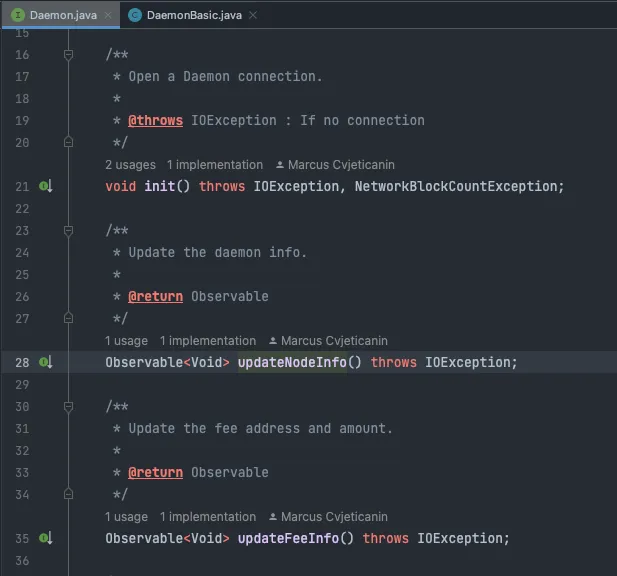 Daemon.java DaemonBasic.java
15
16 /**
17 * Open a Daemon connection.
18 *
19 * @throws IOException : If no connection
20 */
2 usages 1 implementation Marcus Cvjeticanin
21 void init() throws IOException, NetworkBlockCountException;
22
23 /**
24 * Update the daemon info.
25 *
26 * @return Observable
27 */
1 usage 1 implementation Marcus Cvjeticanin
28 Observable<Void> updateNodeInfo() throws IOException;
29
30 /**
31 * Update the fee address and amount.
32 *
33 * @return Observable
34 */
1 usage 1 implementation Marcus Cvjeticanin
35 Observable<Void> updateFeeInfo() throws IOException;
36